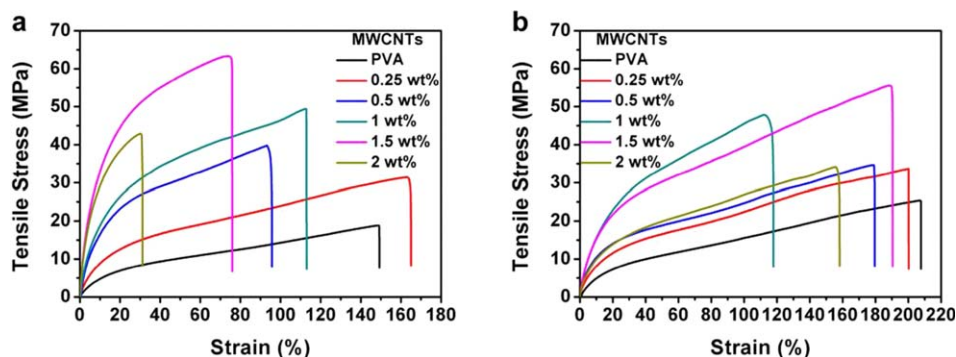 a
Tensile Stress (MPa)
70
60
50
40
30
20
10
0
MWCNTs
PVA
0.25 wt%
0.5 wt%
1 wt%
1.5 wt%
2 wt%
0 20 40 60 80 100 120 140 160 180
Strain (%)
b
Tensile Stress (MPa)
70
60
50
40
30
20
10
0
MWCNTs
PVA
0.25 wt%
0.5 wt%
1 wt%
1.5 wt%
2 wt%
0 20 40 60 80 100 120 140 160 180 200 220
Strain (%)